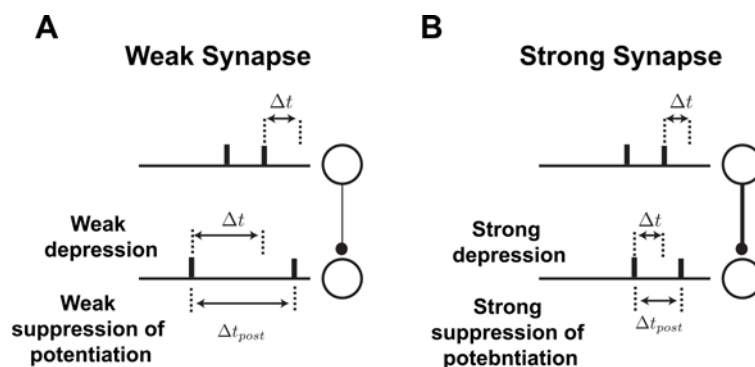 A
Weak Synapse
Δt
Weak
depression
Δt
Weak
suppression of
potentiation
Δt_post
B
Strong Synapse
Δt
Strong
depression
Δt
Strong
suppression of
potebntiation
Δt_post